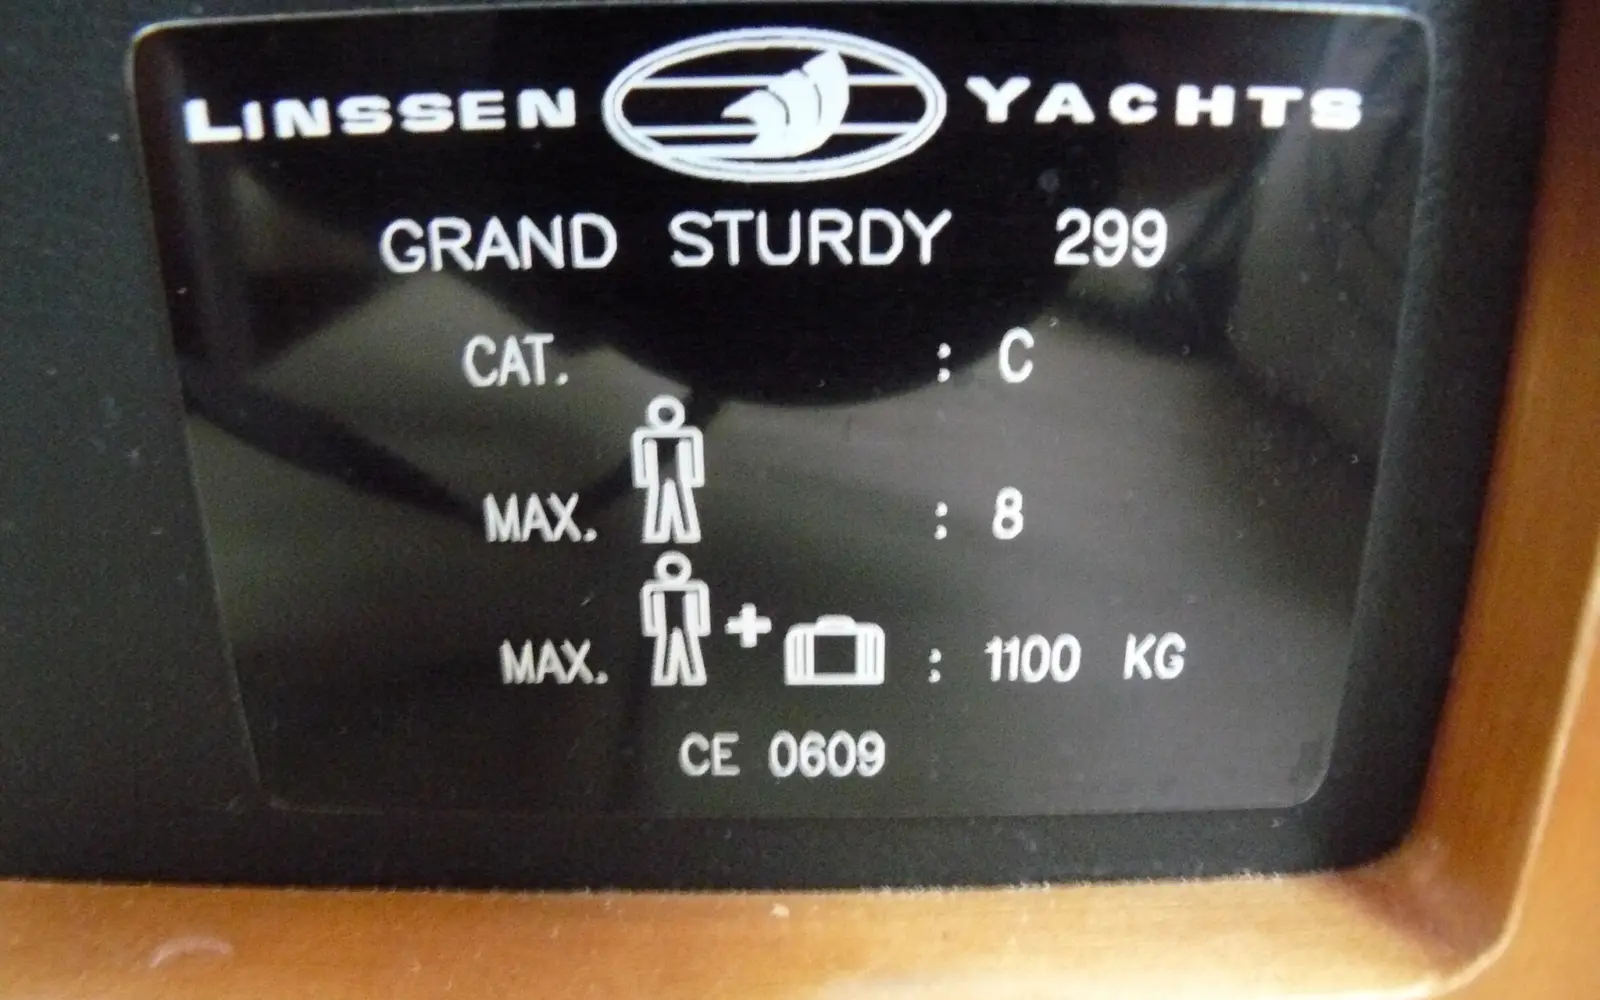 LINSSEN YACHTS
GRAND STURDY 299
CAT. : C
MAX. : 8
MAX. + : 1100 KG
CE 0609